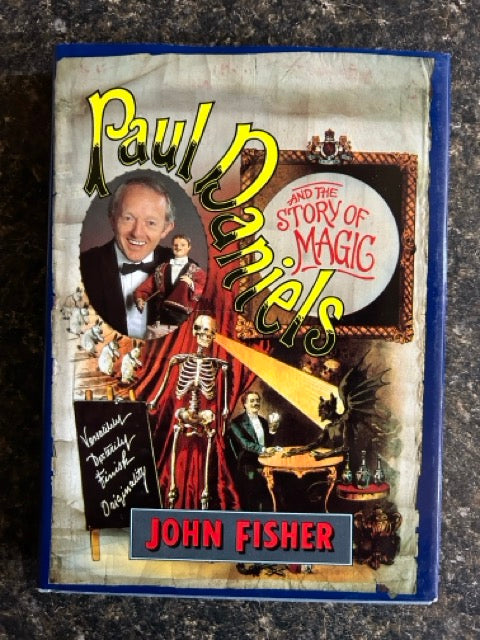 Paul
Daniels
AND THE
STORY OF
MAGIC
Versatility
Dexterity
Finish
Originality
JOHN FISHER